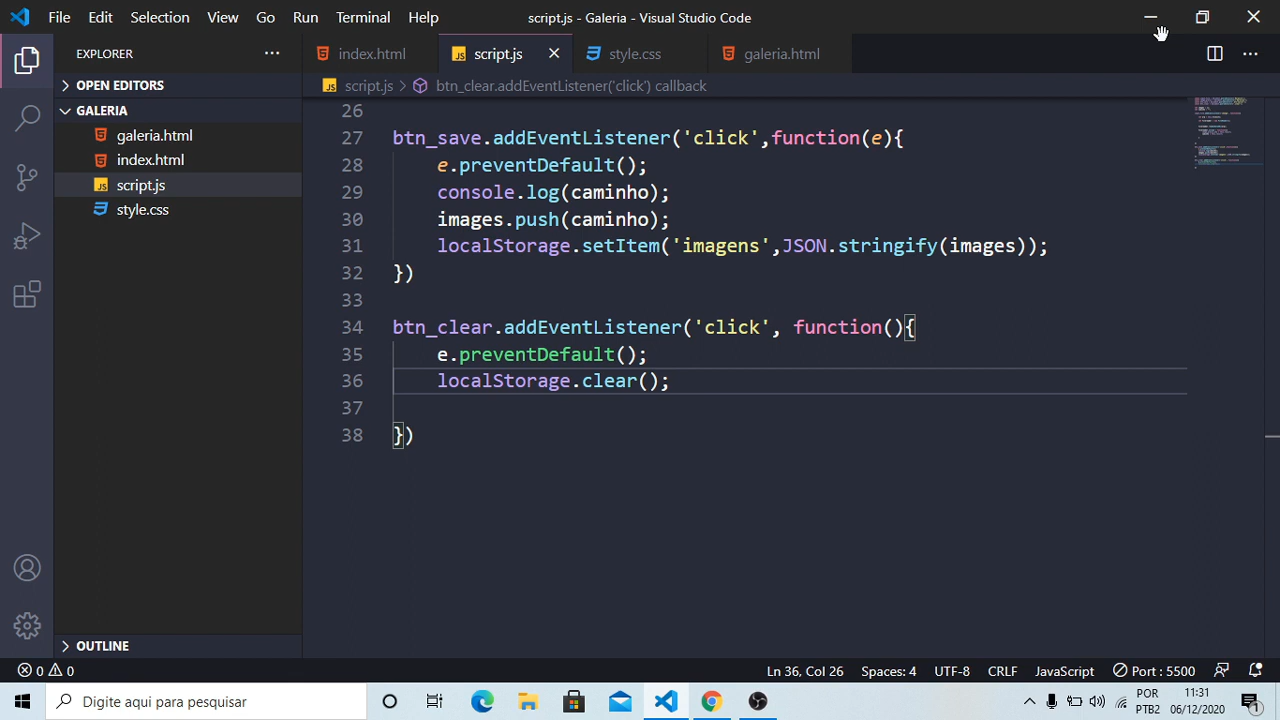 File Edit Selection View Go Run Terminal Help script.js - Galeria - Visual Studio Code
EXPLORER
OPEN EDITORS
GALERIA
galeria.html
index.html
JS script.js
style.css
OUTLINE
index.html JS script.js style.css galeria.html
JS script.js btn_clear.addEventListener('click') callback
26
27 btn_save.addEventListener('click',function(e){
28 e.preventDefault();
29 console.log(caminho);
30 images.push(caminho);
31 localStorage.setItem('imagens',JSON.stringify(images));
32 })
33
34 btn_clear.addEventListener('click', function(){
35 e.preventDefault();
36 localStorage.clear();
37
38 })
0 0 Ln 36, Col 26 Spaces: 4 UTF-8 CRLF JavaScript Port : 5500
Digite aqui para pesquisar
POR
PTB2
11:31
06/12/2020
1